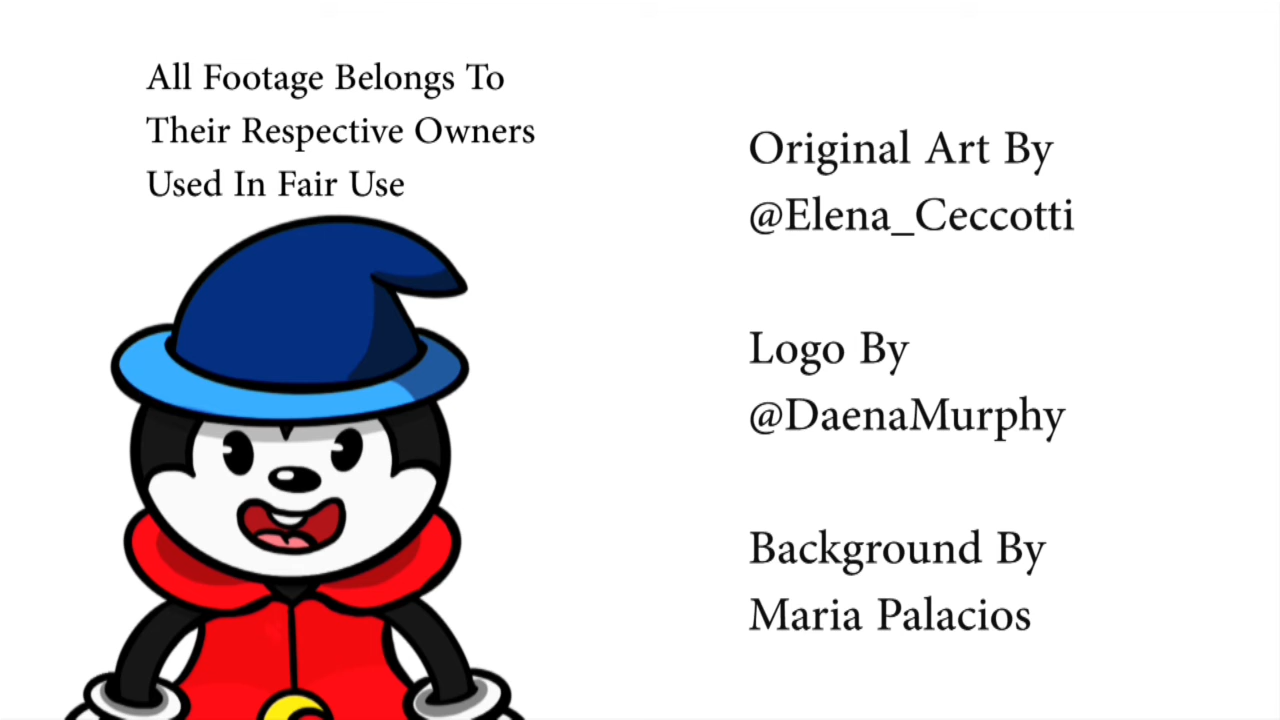 All Footage Belongs To
Their Respective Owners
Used In Fair Use
Original Art By
@Elena_Ceccotti
Logo By
@DaenaMurphy
Background By
Maria Palacios